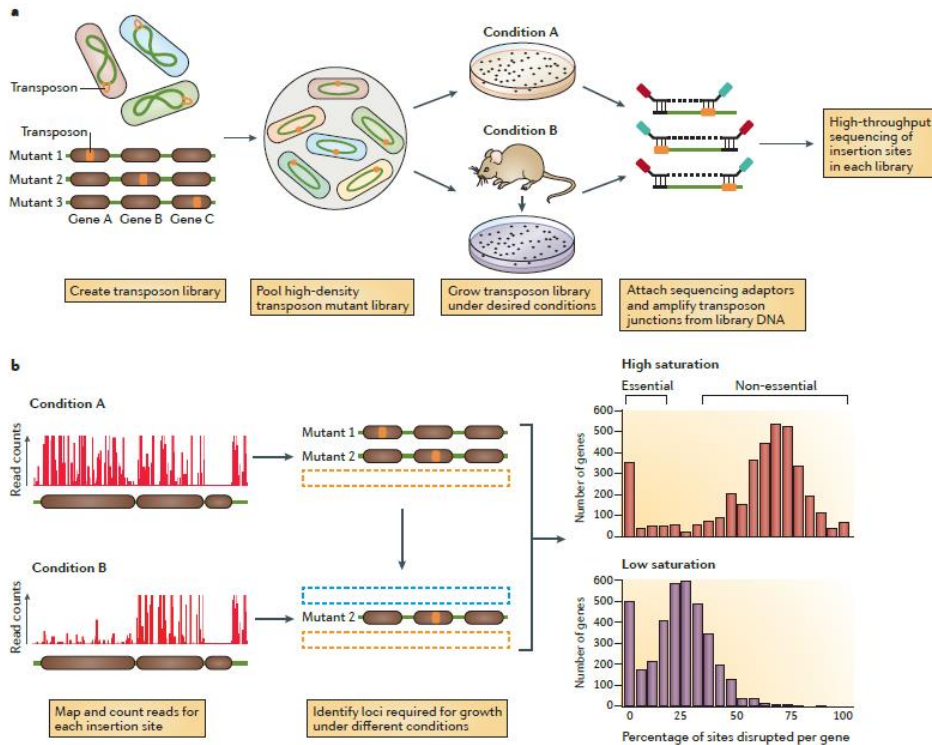 a
Transposon
Transposon
Mutant 1
Mutant 2
Mutant 3
Gene A Gene B Gene C
Condition A
Condition B
High-throughput
sequencing of
insertion sites
in each library
Create transposon library
Pool high-density
transposon mutant library
Grow transposon library
under desired conditions
Attach sequencing adaptors
and amplify transposon
junctions from library DNA
b
Condition A
Read counts
Mutant 1
Mutant 2
Condition B
Read counts
Mutant 2
Map and count reads for
each insertion site
Identify loci required for growth
under different conditions
High saturation
Essential
Non-essential
Number of genes
600
500
400
300
200
100
0
Low saturation
Number of genes
600
500
400
300
200
100
0
0 25 50 75 100
Percentage of sites disrupted per gene